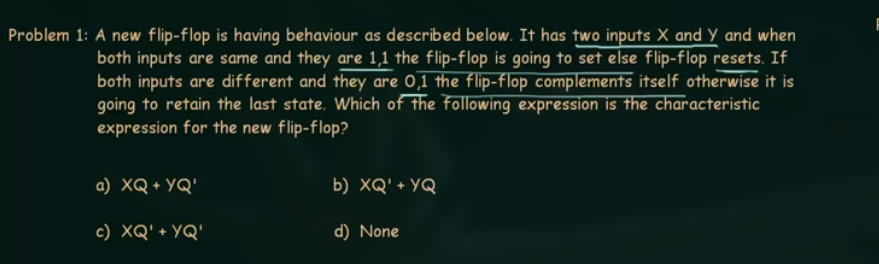 Problem 1: A new flip-flop is having behaviour as described below. It has two inputs X and Y and when
both inputs are same and they are 1,1 the flip-flop is going to set else flip-flop resets. If
both inputs are different and they are 0,1 the flip-flop complements itself otherwise it is
going to retain the last state. Which of the following expression is the characteristic
expression for the new flip-flop?
a) XQ + YQ' b) XQ' + YQ
c) XQ' + YQ' d) None